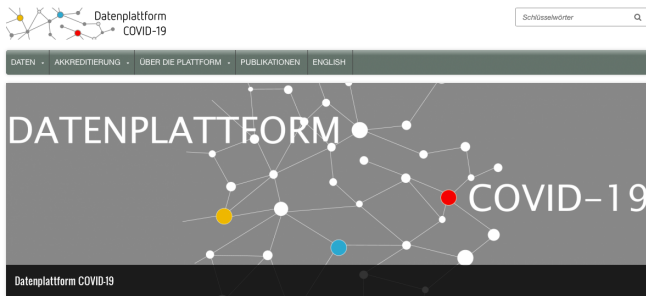 Datenplattform
COVID-19
Schlüsselwörter
DATEN
AKKREDITIERUNG
ÜBER DIE PLATTFORM
PUBLIKATIONEN
ENGLISH
DATENPLATTFORM
COVID-19
Datenplattform COVID-19